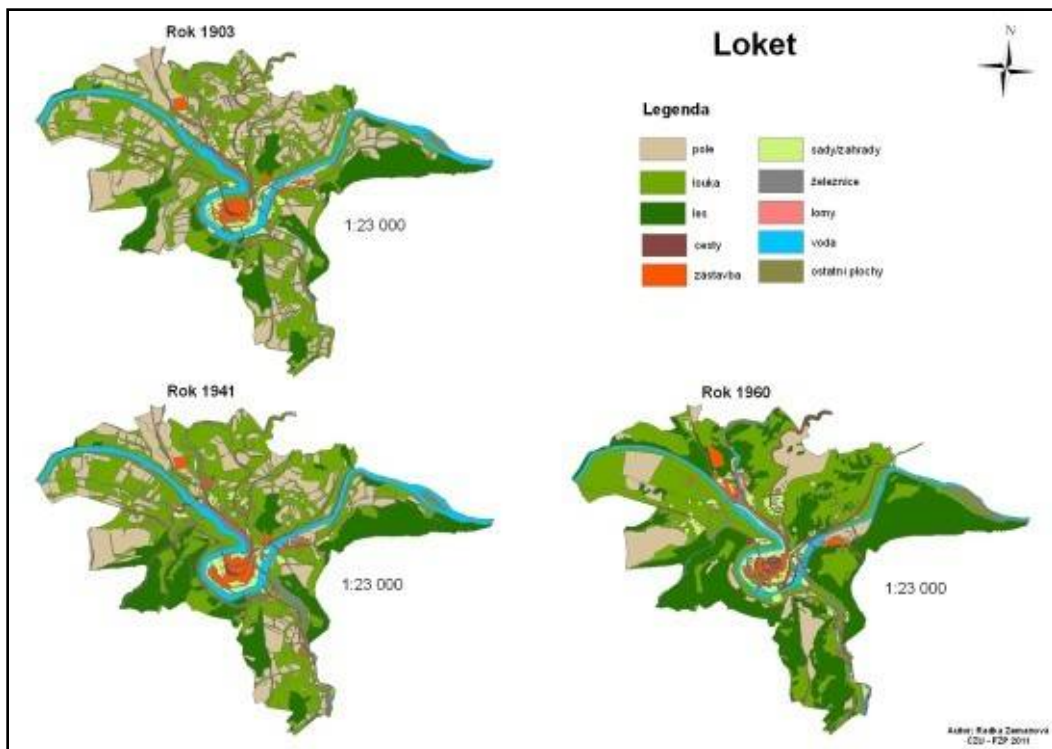 Rok 1903
Loket
N
Legenda
pole
louka
les
cesty
zástavba
sady/zahrady
železnice
lomy
voda
ostatní plochy
1:23 000
Rok 1941
1:23 000
Rok 1960
1:23 000
Autor: Radka Zemanová
ČZU - FŽP 2011